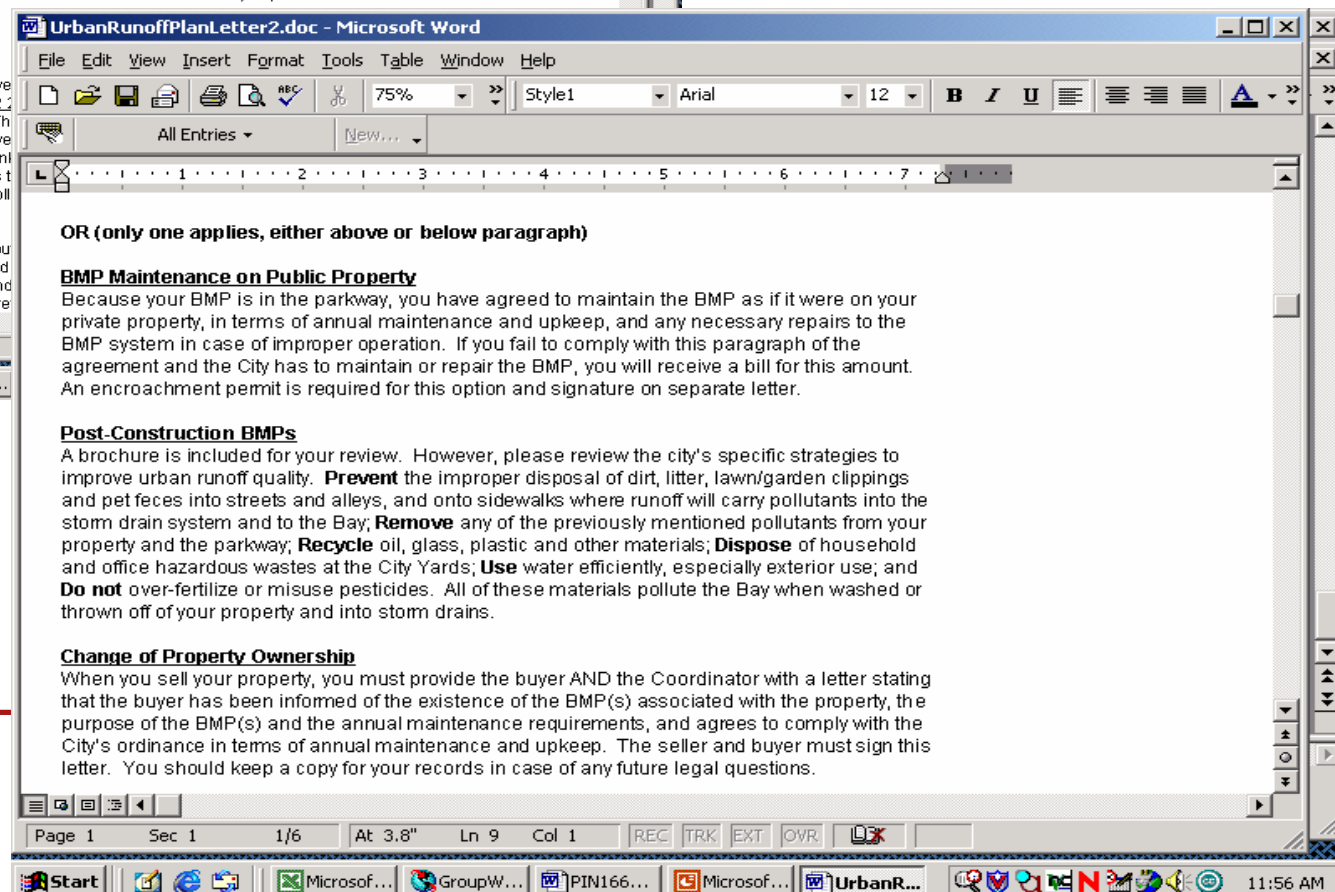 UrbanRunoffPlanLetter2.doc - Microsoft Word
File Edit View Insert Format Tools Table Window Help
75% Style1 Arial 12 B I U A
All Entries New...
1 2 3 4 5 6 7
OR (only one applies, either above or below paragraph)
BMP Maintenance on Public Property
Because your BMP is in the parkway, you have agreed to maintain the BMP as if it were on your
private property, in terms of annual maintenance and upkeep, and any necessary repairs to the
BMP system in case of improper operation. If you fail to comply with this paragraph of the
agreement and the City has to maintain or repair the BMP, you will receive a bill for this amount.
An encroachment permit is required for this option and signature on separate letter.
Post-Construction BMPs
A brochure is included for your review. However, please review the city's specific strategies to
improve urban runoff quality. Prevent the improper disposal of dirt, litter, lawn/garden clippings
and pet feces into streets and alleys, and onto sidewalks where runoff will carry pollutants into the
storm drain system and to the Bay; Remove any of the previously mentioned pollutants from your
property and the parkway; Recycle oil, glass, plastic and other materials; Dispose of household
and office hazardous wastes at the City Yards; Use water efficiently, especially exterior use; and
Do not over-fertilize or misuse pesticides. All of these materials pollute the Bay when washed or
thrown off of your property and into storm drains.
Change of Property Ownership
When you sell your property, you must provide the buyer AND the Coordinator with a letter stating
that the buyer has been informed of the existence of the BMP(s) associated with the property, the
purpose of the BMP(s) and the annual maintenance requirements, and agrees to comply with the
City's ordinance in terms of annual maintenance and upkeep. The seller and buyer must sign this
letter. You should keep a copy for your records in case of any future legal questions.
Page 1 Sec 1 1/6 At 3.8" Ln 9 Col 1 REC TRK EXT OVR
Start Microsof... GroupW... PIN166... Microsof... UrbanR... 11:56 AM